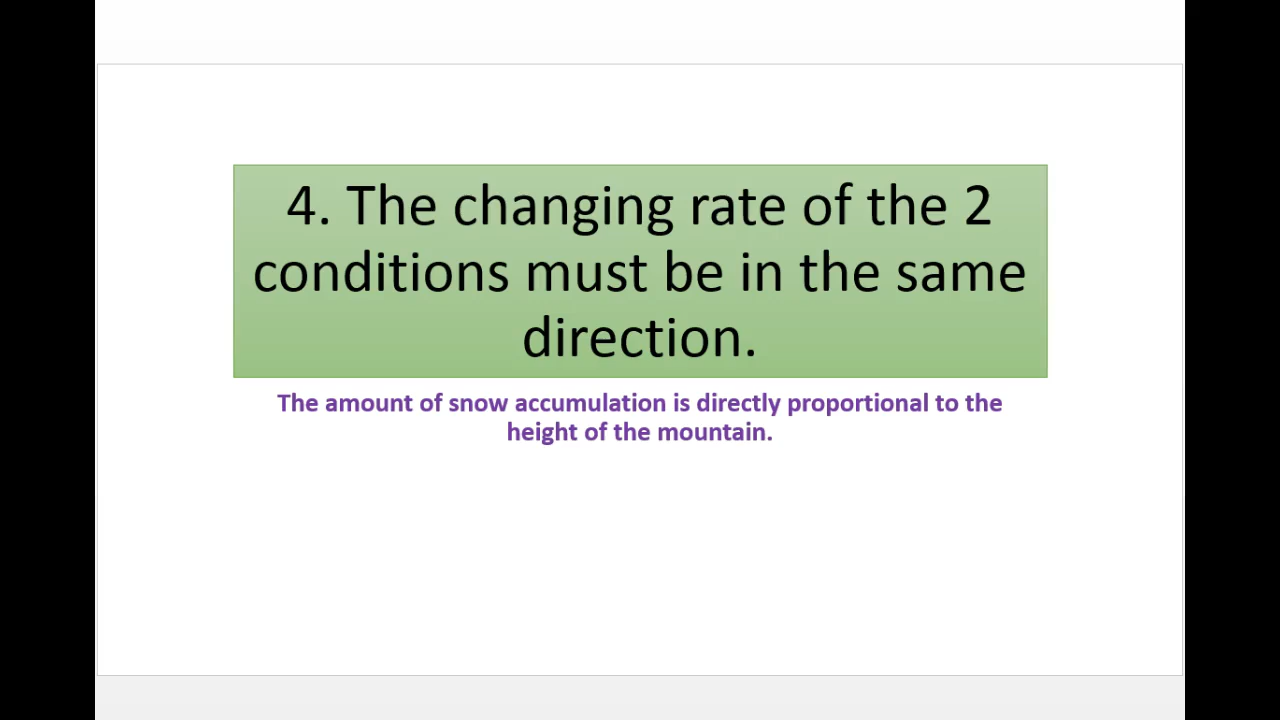 4. The changing rate of the 2
conditions must be in the same
direction.
The amount of snow accumulation is directly proportional to the
height of the mountain.